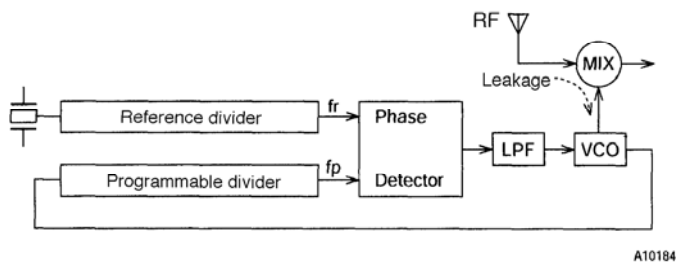 RF
MIX
Leakage
Reference divider
fr
Phase
Detector
LPF
VCO
Programmable divider
fp
A10184